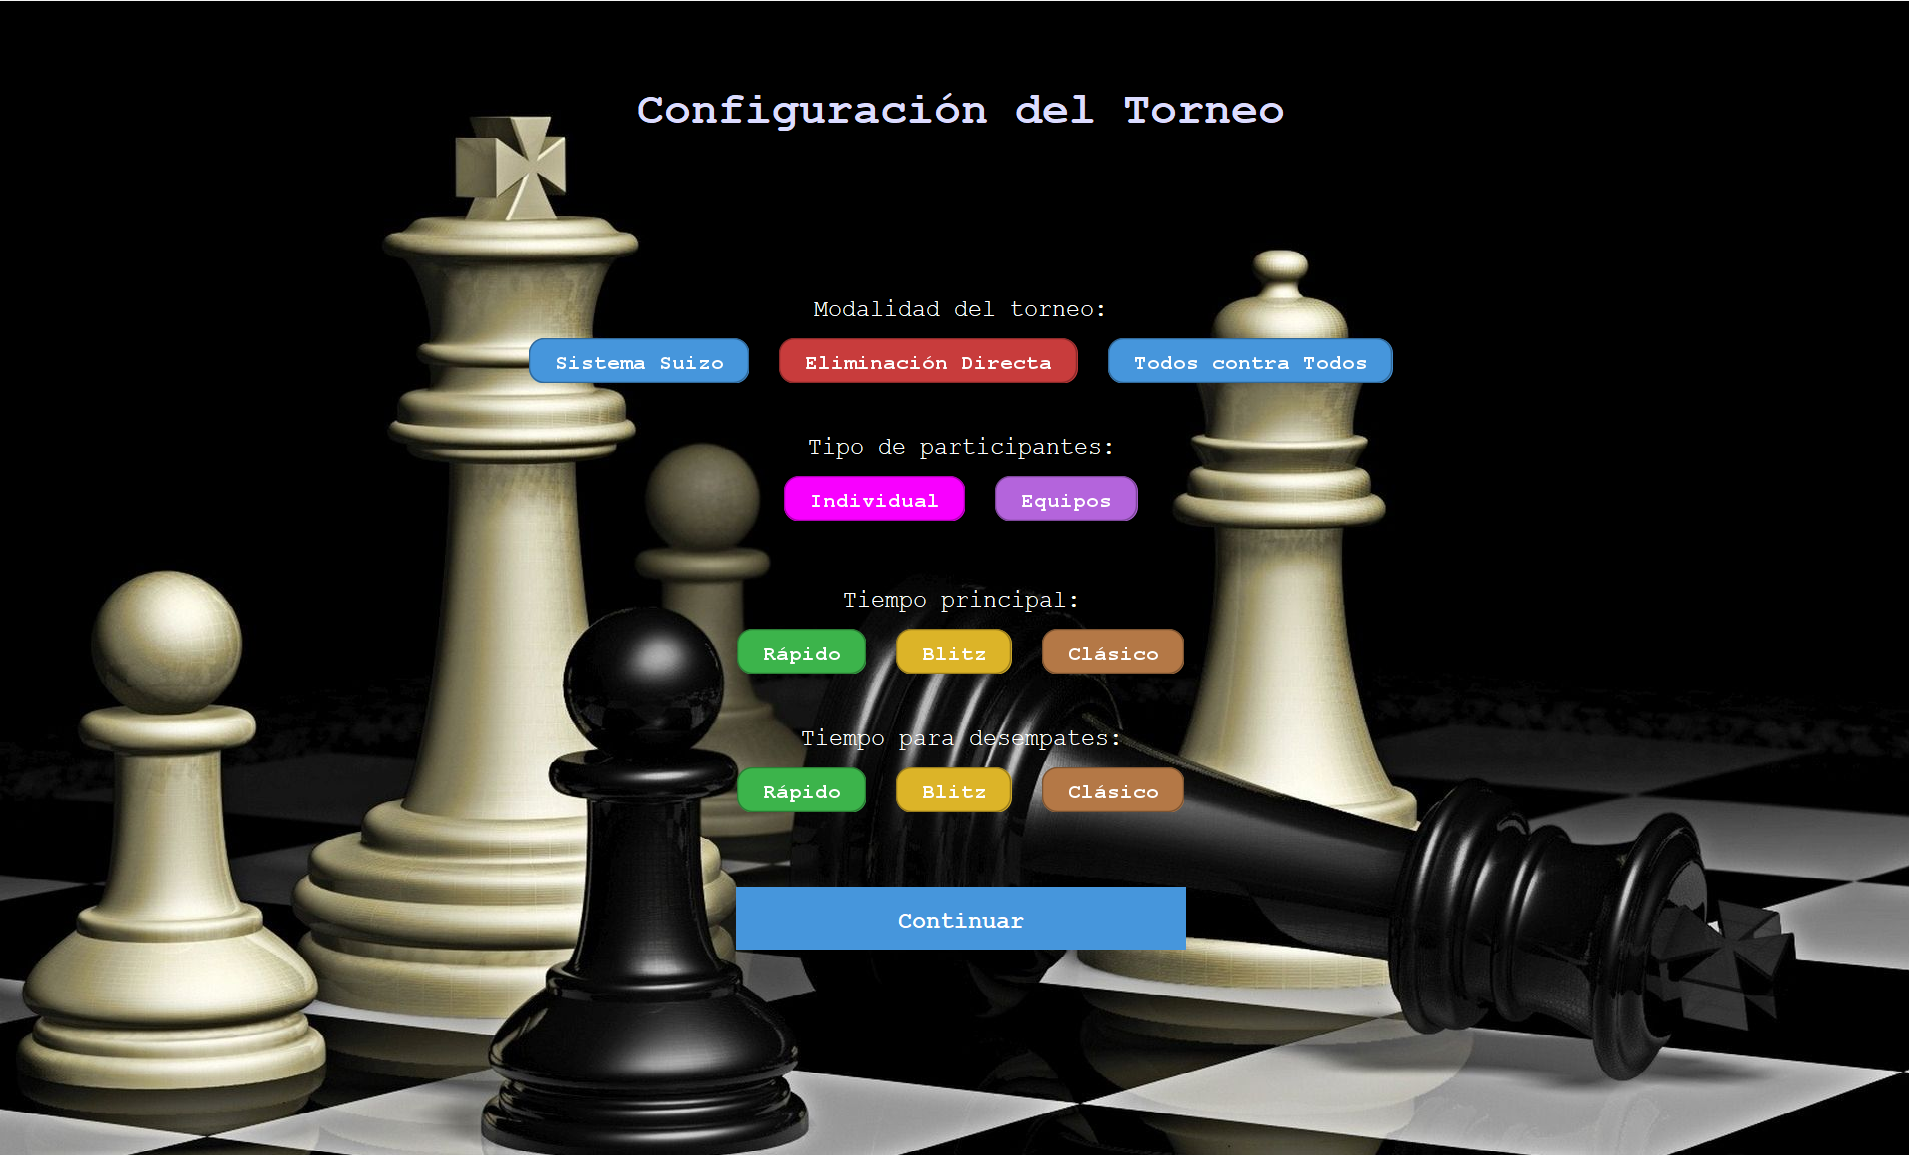 Configuración del Torneo
Modalidad del torneo:
Sistema Suizo Eliminación Directa Todos contra Todos
Tipo de participantes:
Individual Equipos
Tiempo principal:
Rápido Blitz Clásico
Tiempo para desempates:
Rápido Blitz Clásico
Continuar